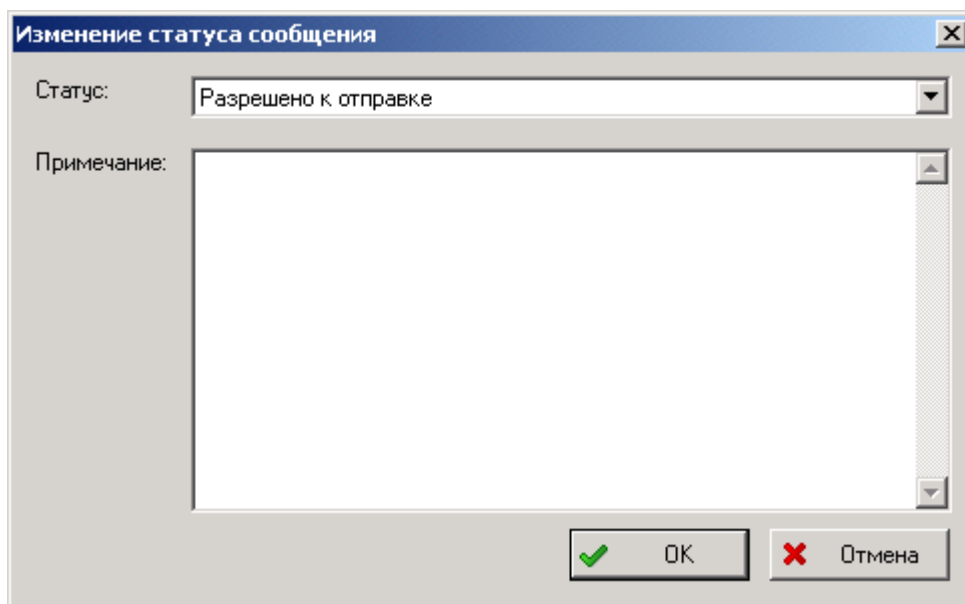 Изменение статуса сообщения
Статус: Разрешено к отправке
Примечание:
OK Отмена